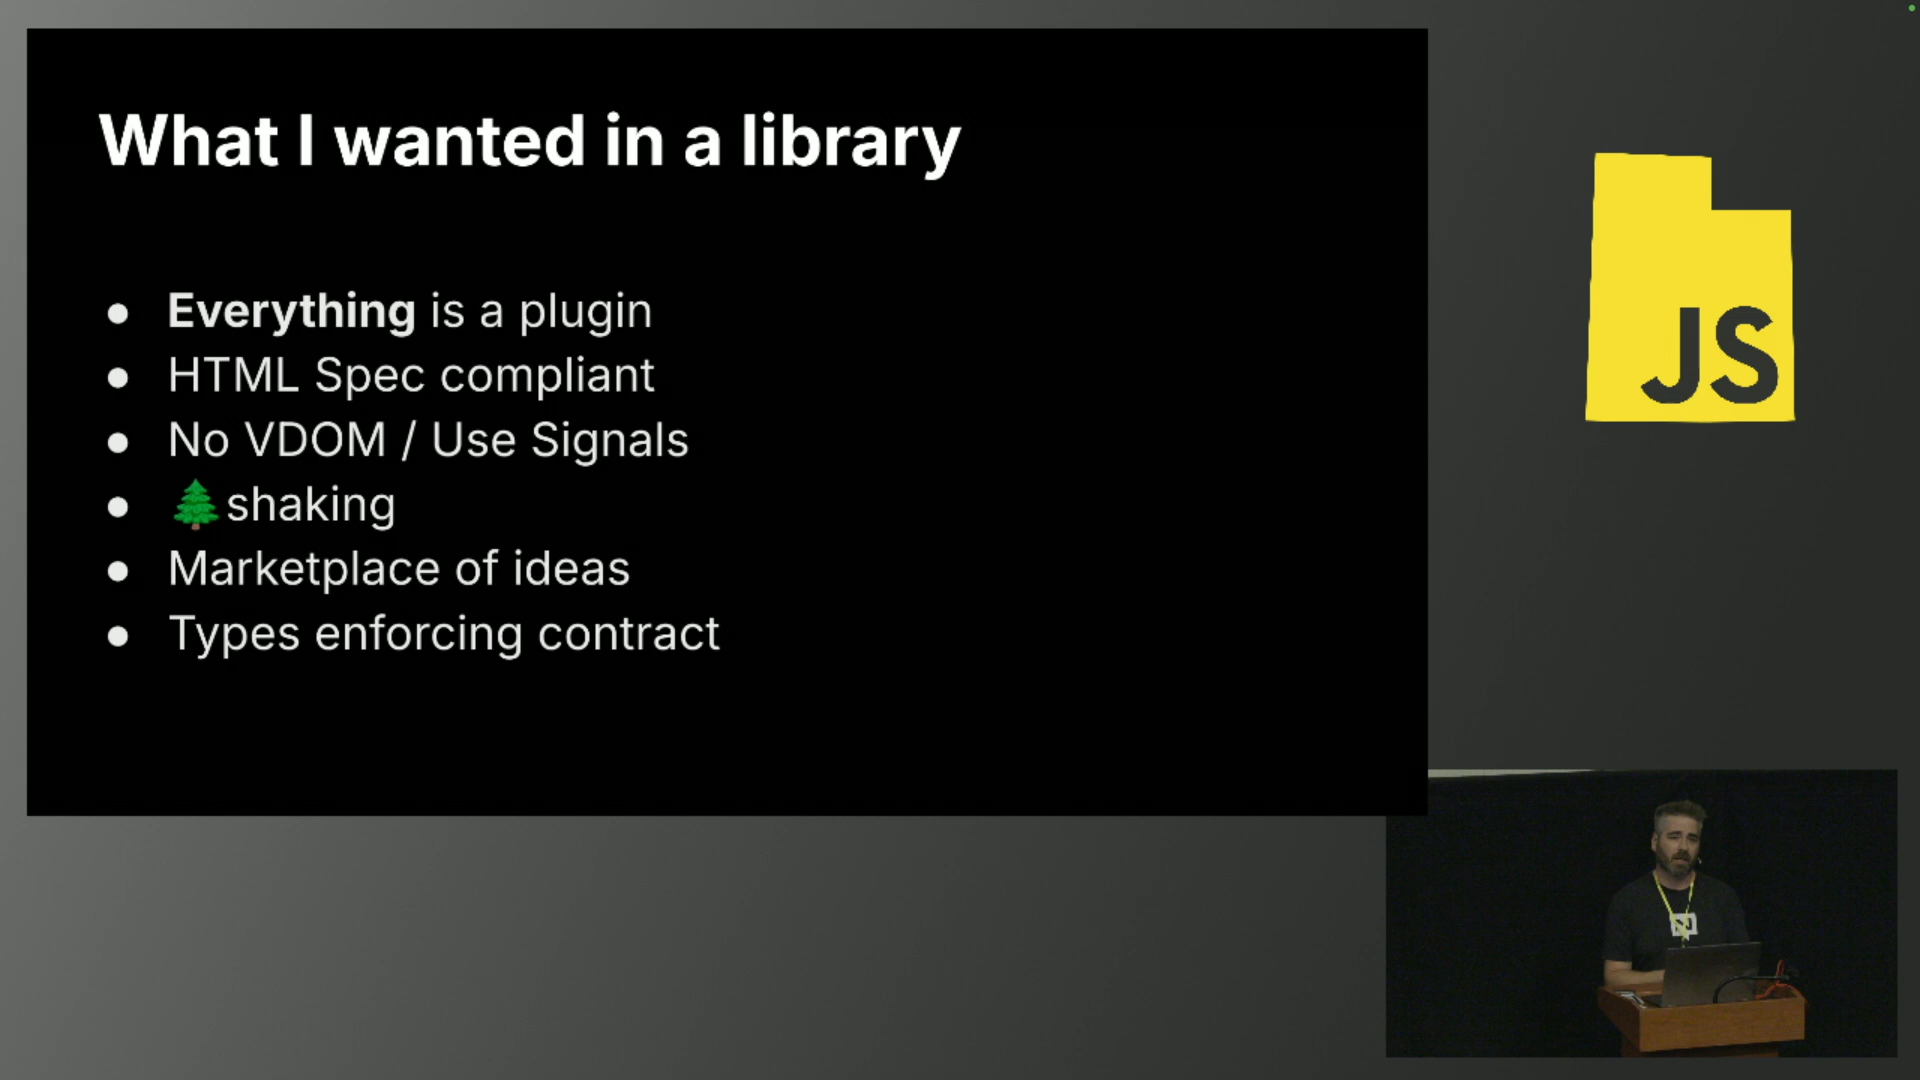 What I wanted in a library
● Everything is a plugin
● HTML Spec compliant
● No VDOM / Use Signals
● 🌲shaking
● Marketplace of ideas
● Types enforcing contract
JS